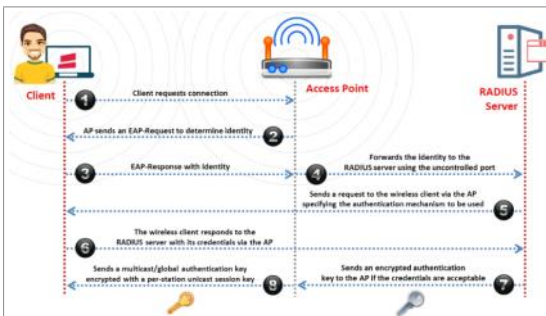 Client
Access Point
RADIUS
Server
1
Client requests connection
AP sends an EAP-Request to determine identity
2
3
EAP-Response with identity
4
Forwards the identity to the
RADIUS server using the uncontrolled port
Sends a request to the wireless client via the AP
specifying the authentication mechanism to be used
5
6
The wireless client responds to the
RADIUS server with its credentials via the AP
Sends a multicast/global authentication key
encrypted with a per-station unicast session key
8
Sends an encrypted authentication
key to the AP if the credentials are acceptable
7